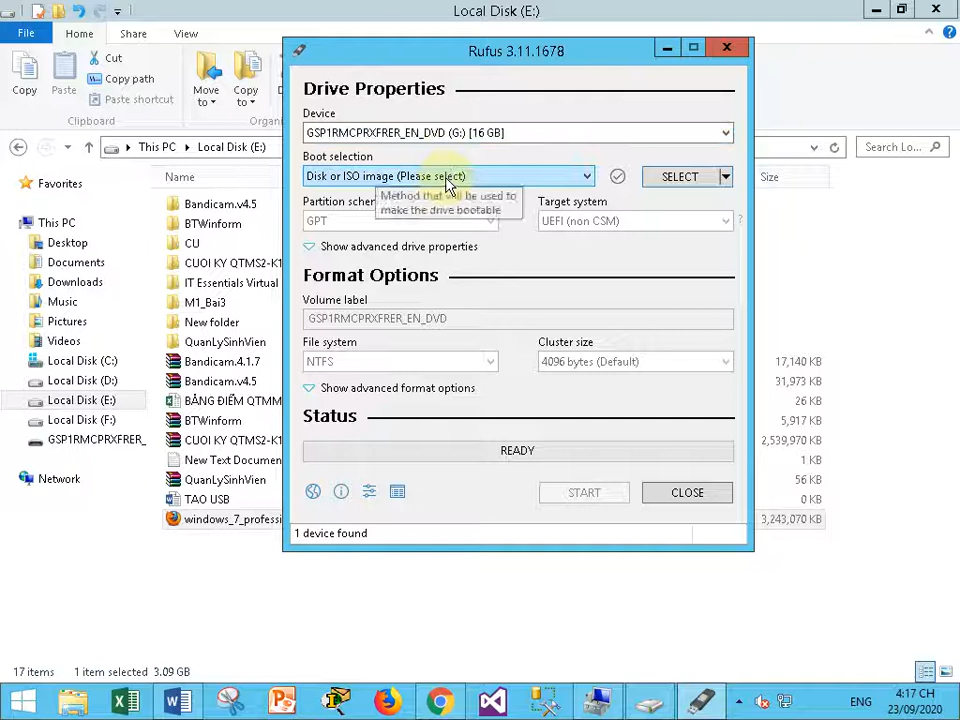 Local Disk (E:)
File
Home
Share
View
Copy
Paste
Cut
Copy path
Paste shortcut
Move
to
Copy
to
Clipboard
Organi
This PC
Local Disk (E:)
Search Loc...
Favorites
This PC
Desktop
Documents
Downloads
Music
Pictures
Videos
Local Disk (C:)
Local Disk (D:)
Local Disk (E:)
Local Disk (F:)
GSP1RMCPRXFRER_
Network
Name
Size
Bandicam.v4.5
BTWinform
CU
CUOI KY QTMS2-K1
IT Essentials Virtual
M1_Bai3
New folder
QuanLySinhVien
Bandicam.4.1.7
17,140 KB
Bandicam.v4.5
31,973 KB
BẢNG ĐIỂM QTMM
26 KB
BTWinform
5,917 KB
CUOI KY QTMS2-K1
2,539,970 KB
New Text Documen
0 KB
QuanLySinhVien
56 KB
TAO USB
0 KB
windows_7_professi
3,243,070 KB
Rufus 3.11.1678
Drive Properties
Device
GSP1RMCPRXFRER_EN_DVD (G:) [16 GB]
Boot selection
Disk or ISO image (Please select)
SELECT
Method that will be used to
make the drive bootable
Partition schem
GPT
Target system
UEFI (non CSM)
?
Show advanced drive properties
Format Options
Volume label
GSP1RMCPRXFRER_EN_DVD
File system
NTFS
Cluster size
4096 bytes (Default)
Show advanced format options
Status
READY
START
CLOSE
1 device found
17 items
1 item selected 3.09 GB
ENG
4:17 CH
23/09/2020